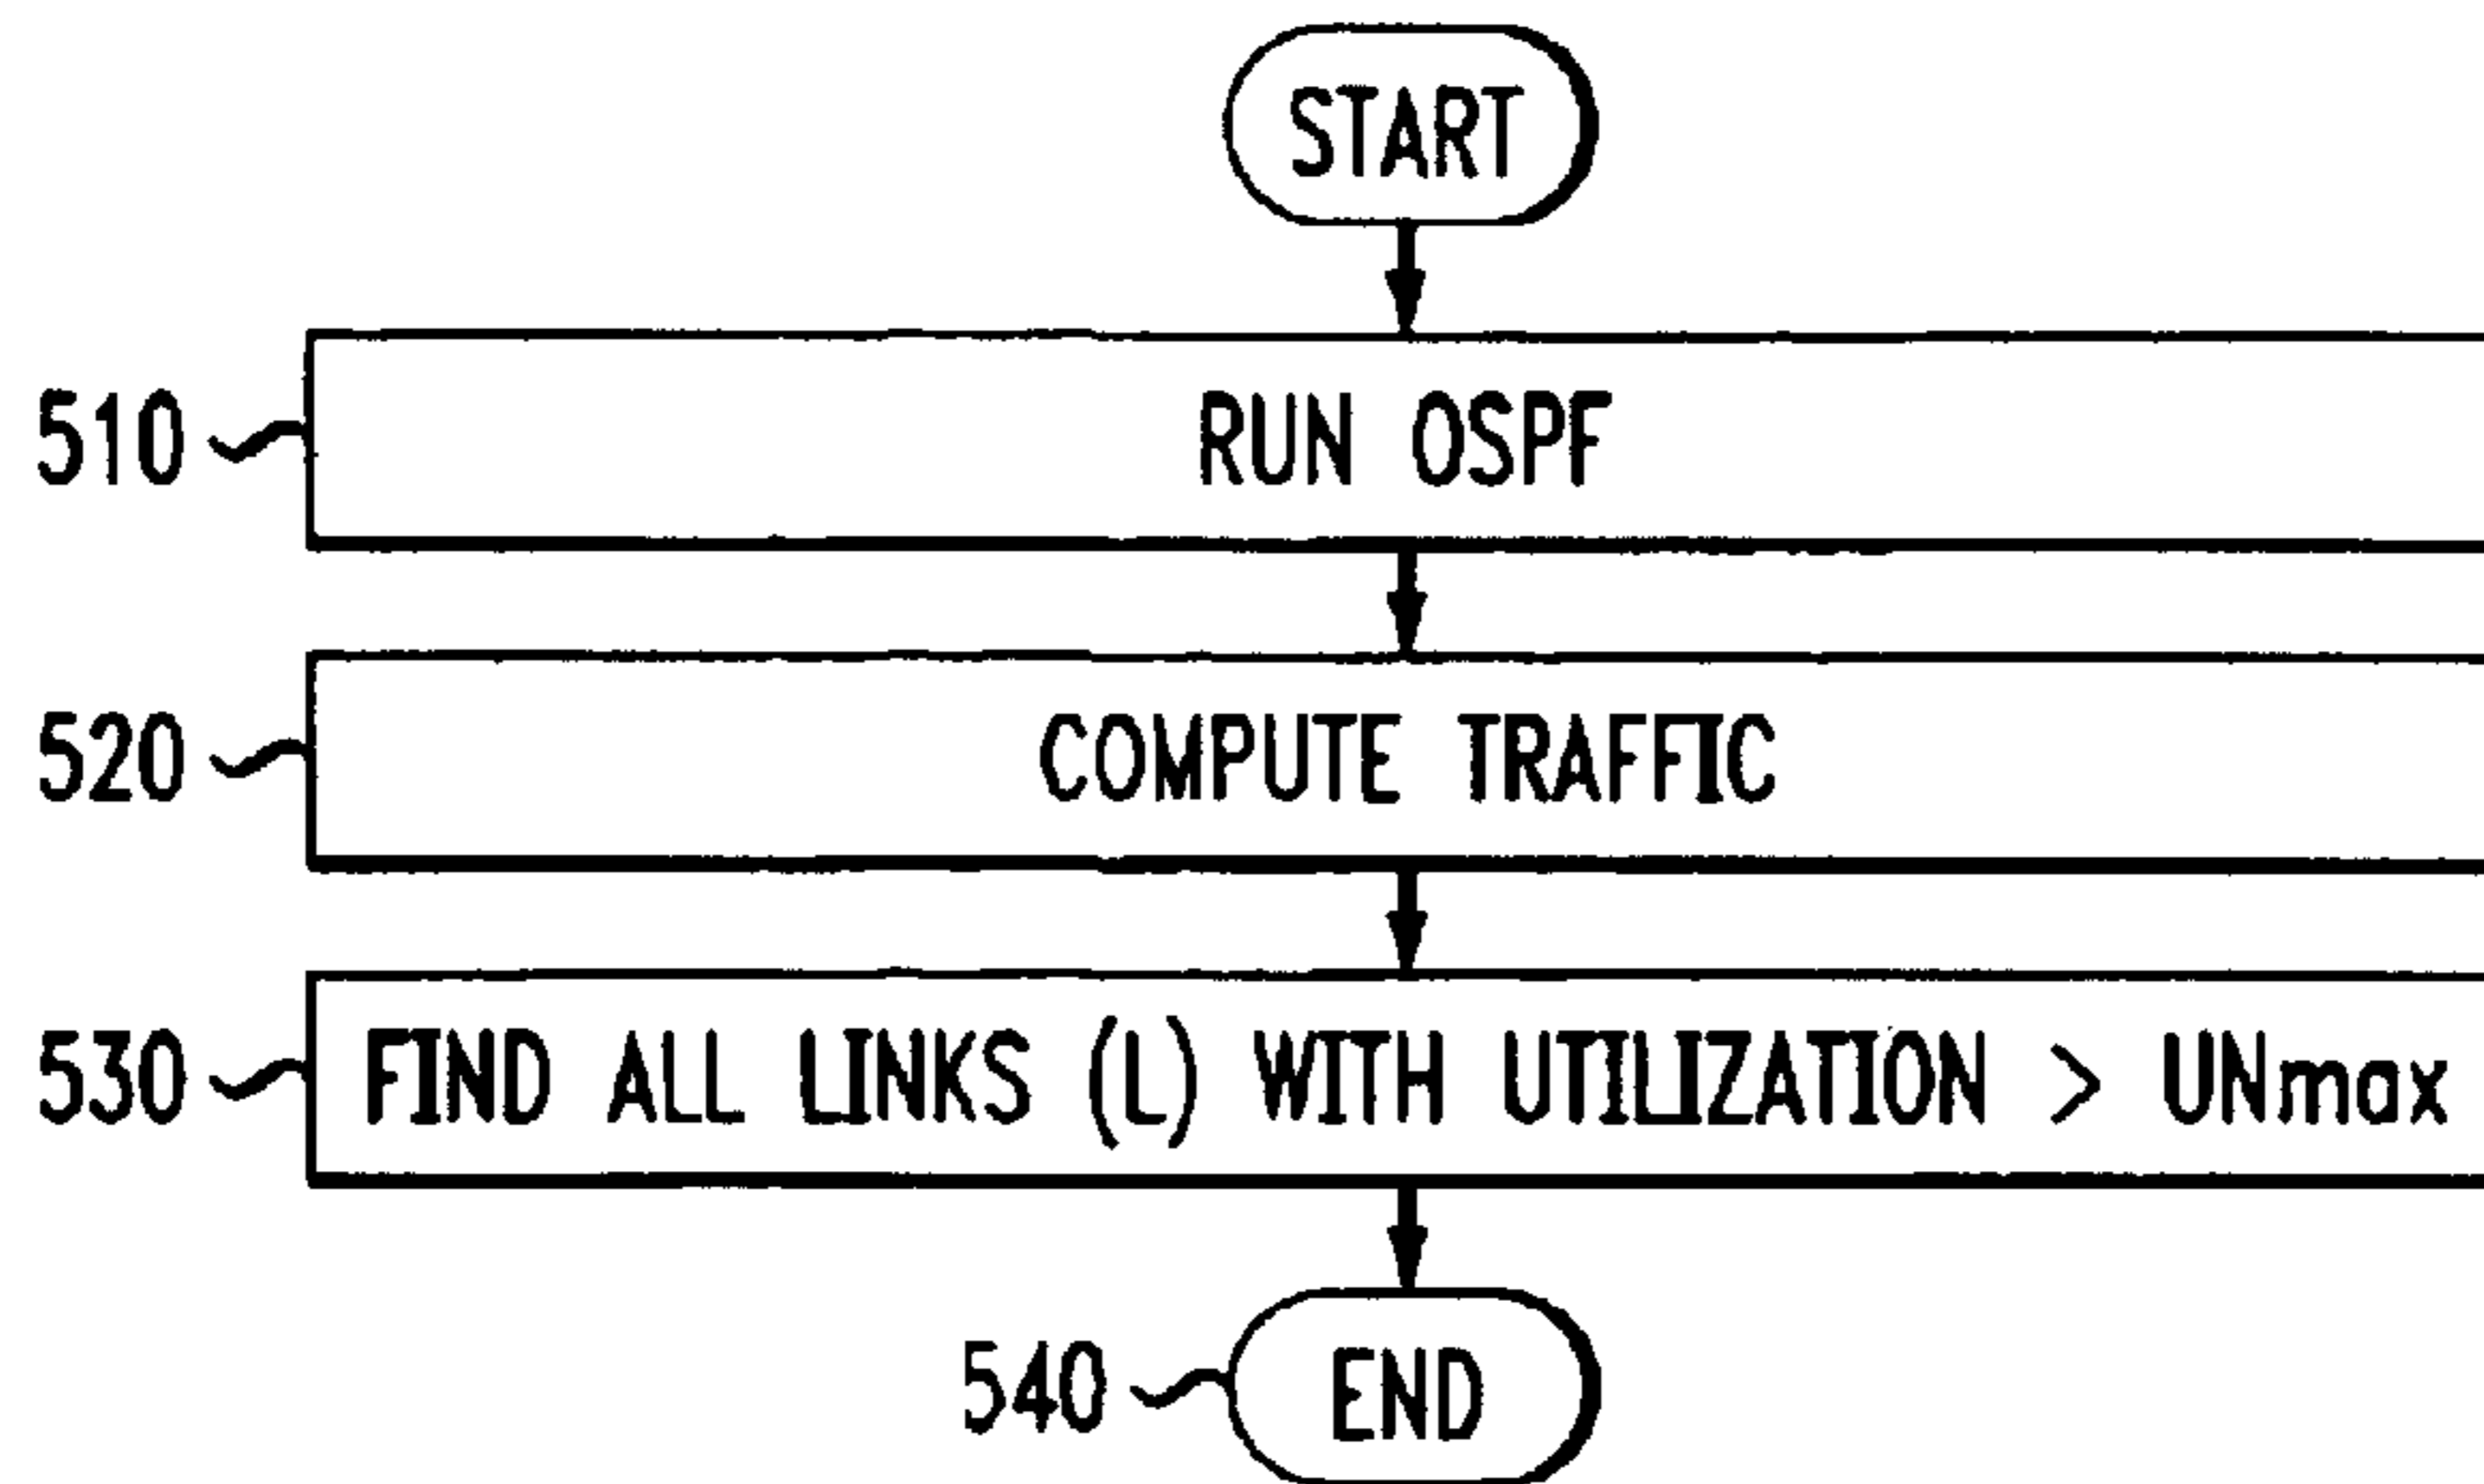 START
510 RUN OSPF
520 COMPUTE TRAFFIC
530 FIND ALL LINKS (L) WITH UTILIZATION > UNmax
540 END